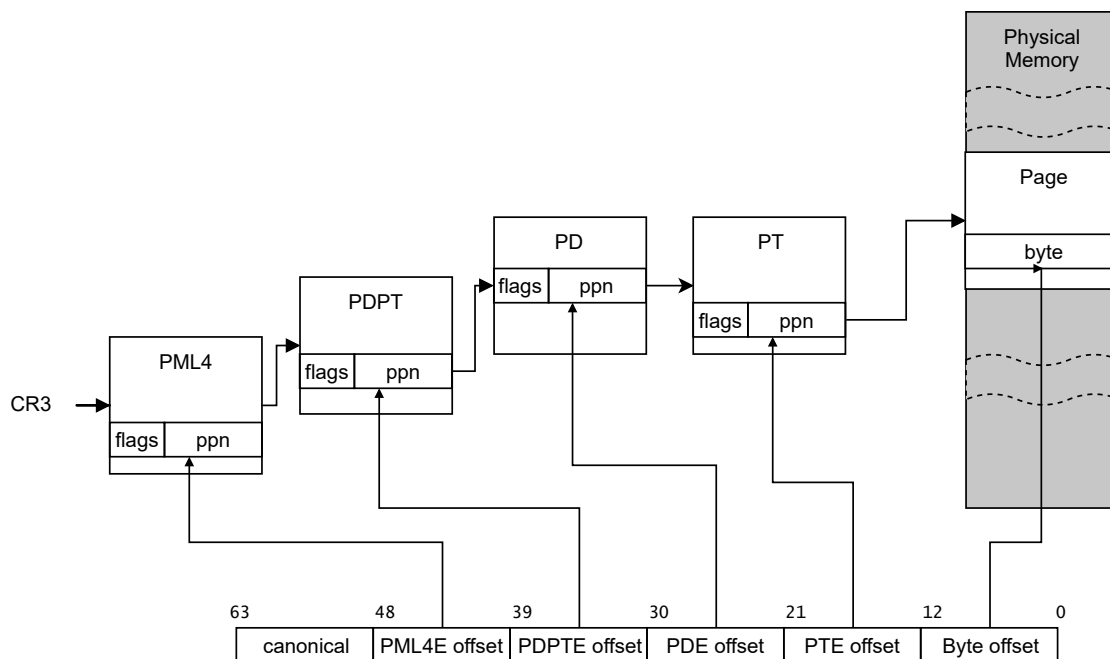 Physical
Memory
Page
byte
PD
flags ppn
PT
flags ppn
PDPT
flags ppn
PML4
flags ppn
CR3
63 48 39 30 21 12 0
canonical PML4E offset PDPTE offset PDE offset PTE offset Byte offset